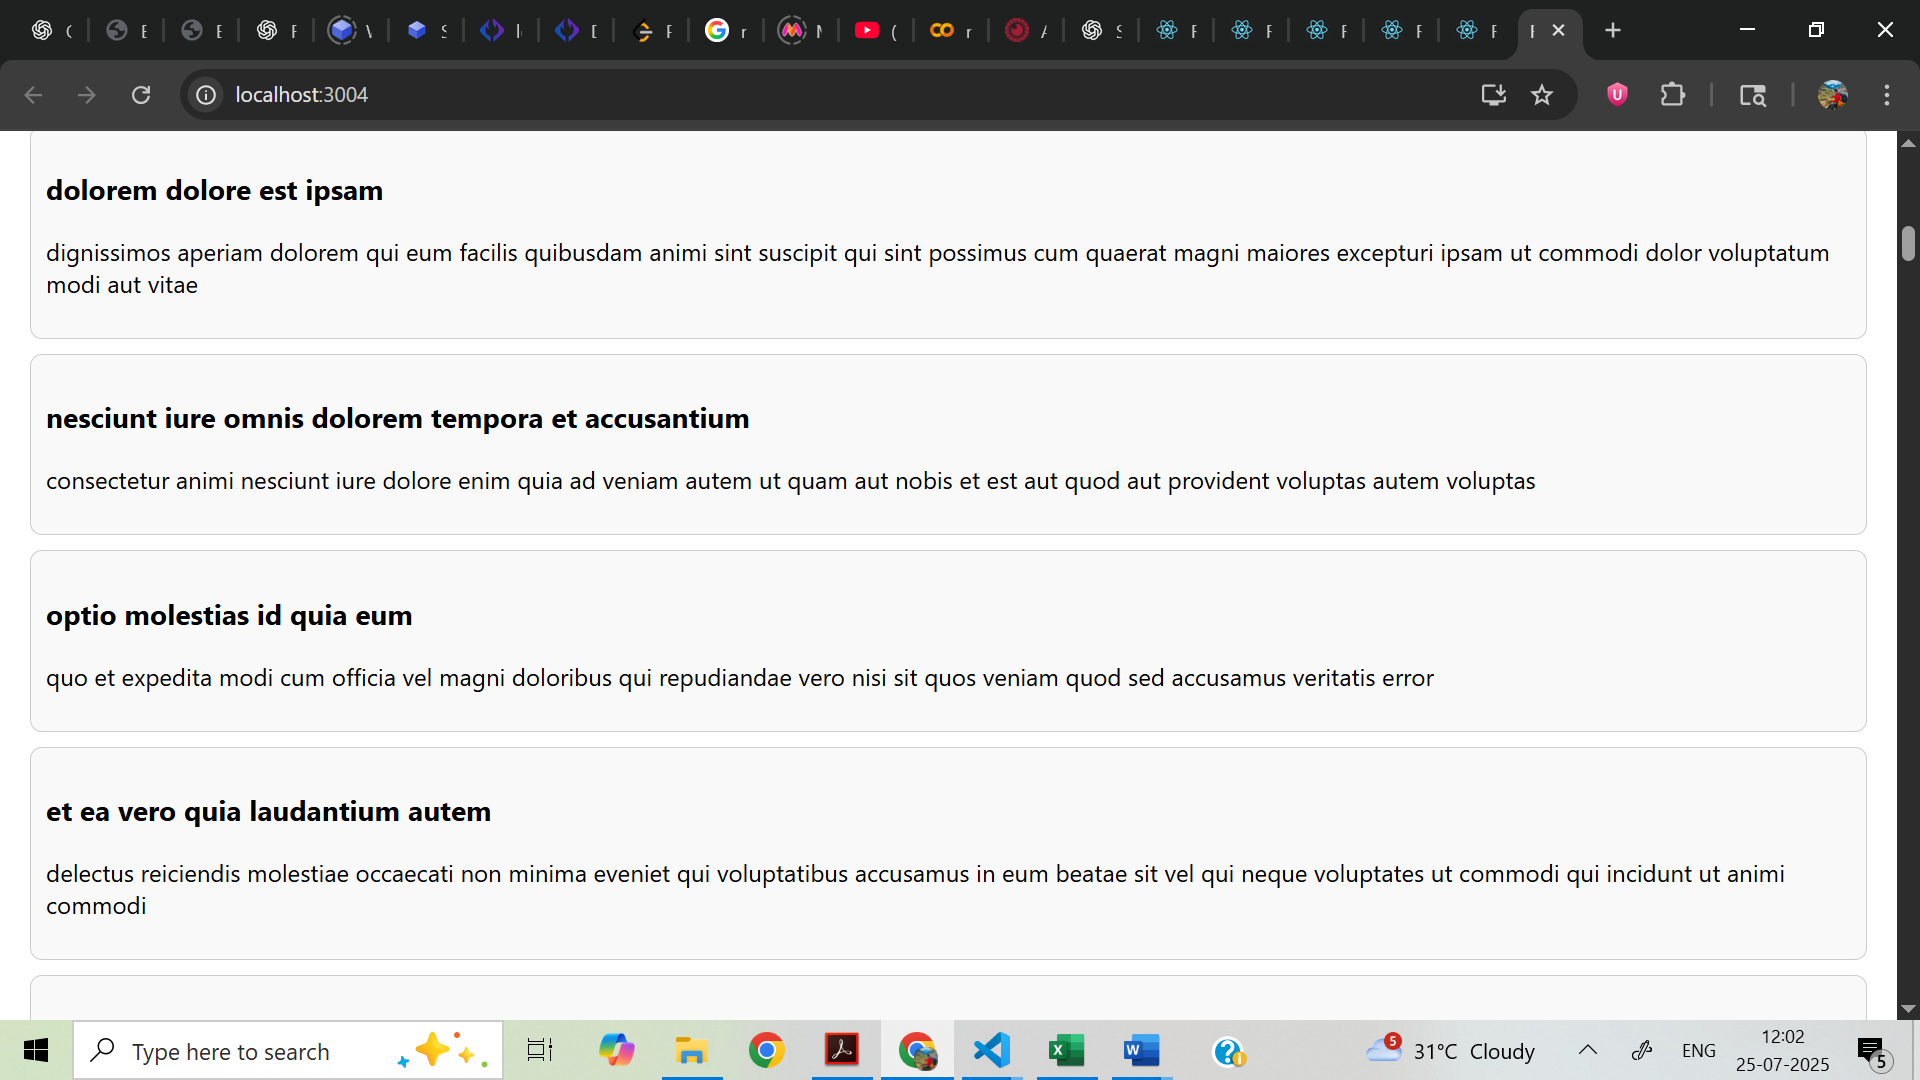 localhost:3004
dolorem dolore est ipsam
dignissimos aperiam dolorem qui eum facilis quibusdam animi sint suscipit qui sint possimus cum quaerat magni maiores excepturi ipsam ut commodi dolor voluptatum
modi aut vitae
nesciunt iure omnis dolorem tempora et accusantium
consectetur animi nesciunt iure dolore enim quia ad veniam autem ut quam aut nobis et est aut quod aut provident voluptas autem voluptas
optio molestias id quia eum
quo et expedita modi cum officia vel magni doloribus qui repudiandae vero nisi sit quos veniam quod sed accusamus veritatis error
et ea vero quia laudantium autem
delectus reiciendis molestiae occaecati non minima eveniet qui voluptatibus accusamus in eum beatae sit vel qui neque voluptates ut commodi qui incidunt ut animi
commodi
Type here to search
5
31°C Cloudy
ENG
12:02
25-07-2025
5